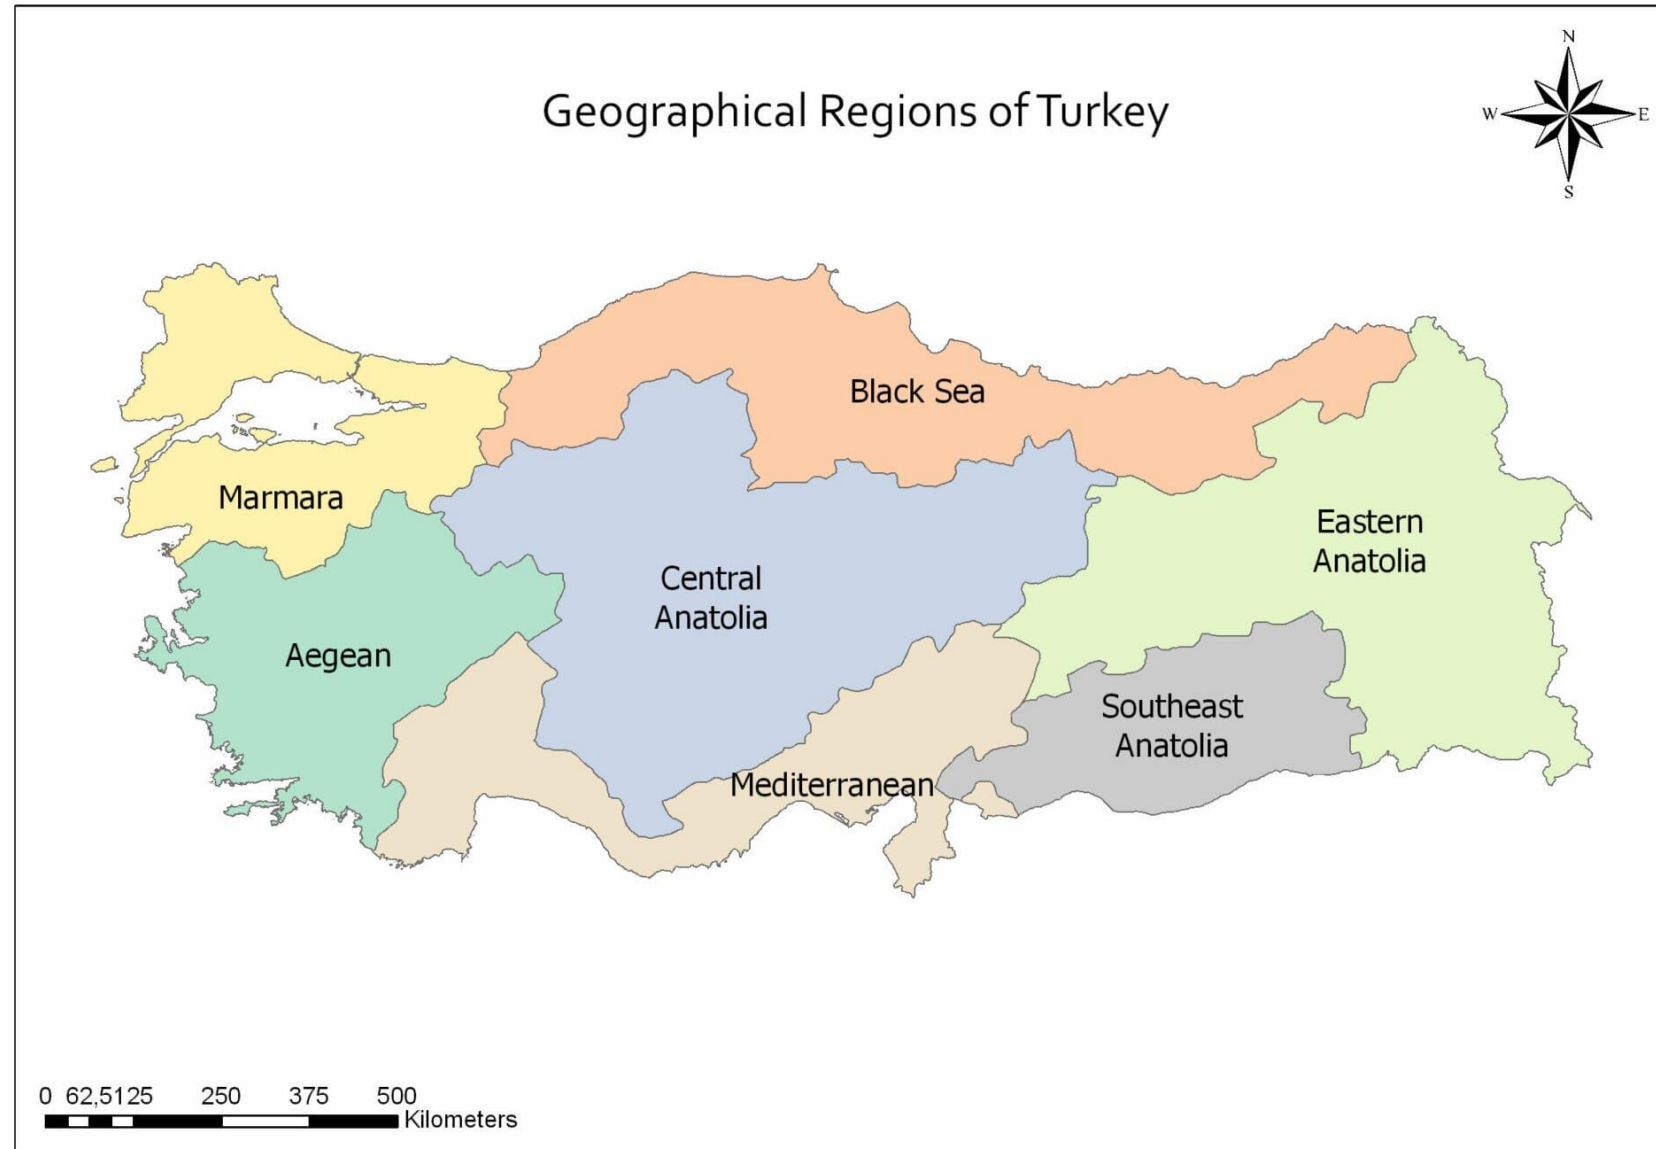 Geographical Regions of Turkey
N
W
E
S
Black Sea
Marmara
Eastern
Anatolia
Central
Anatolia
Aegean
Southeast
Anatolia
Mediterranean
0 62,5125 250 375 500
Kilometers